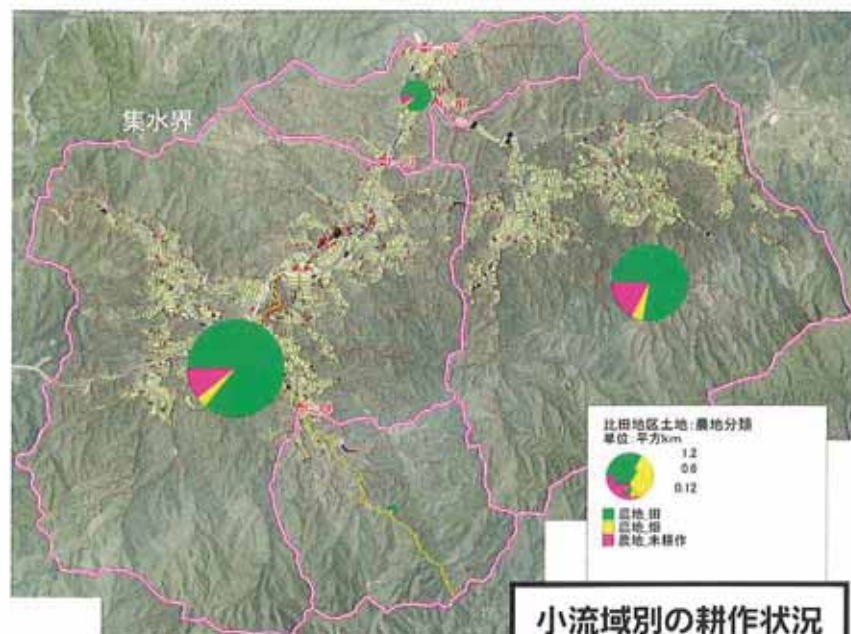 集水界
比田地区土地:農地分類
単位:平方km
1.2
0.6
0.12
農地_田
農地_畑
農地_未耕作
小流域別の耕作状況